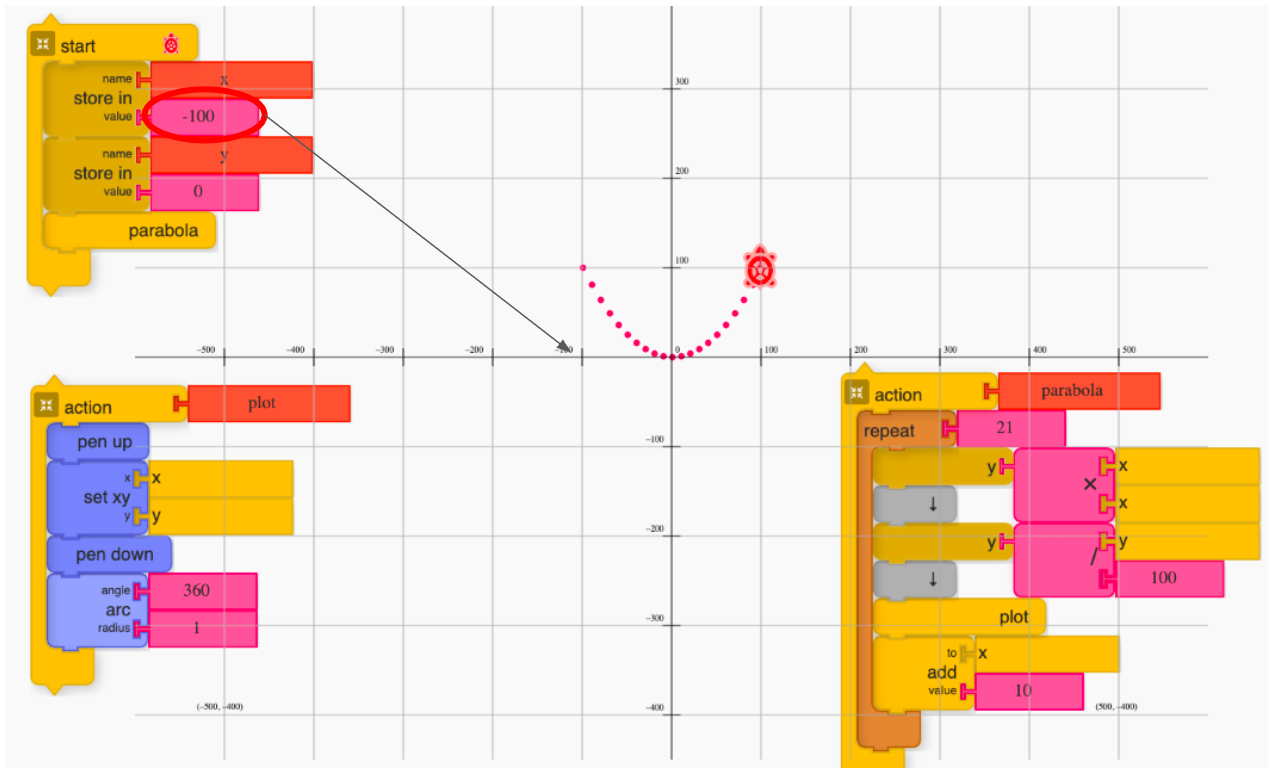 start
name x
store in
value -100
name y
store in
value 0
parabola
300
200
100
-500 -400 -300 -200 -100 0 100 200 300 400 500
-100
-200
-300
-400
(-500, -400)
(500, -400)
action plot
pen up
x x
set xy
y y
pen down
angle 360
arc
radius 1
action parabola
repeat 21
y × x
x
↓
y / y
100
↓
plot
to x
add
value 10